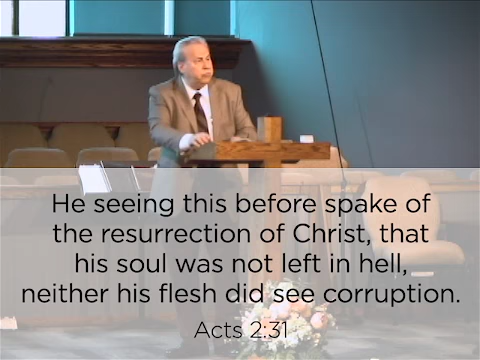 He seeing this before spake of
the resurrection of Christ, that
his soul was not left in hell,
neither his flesh did see corruption.
Acts 2:31